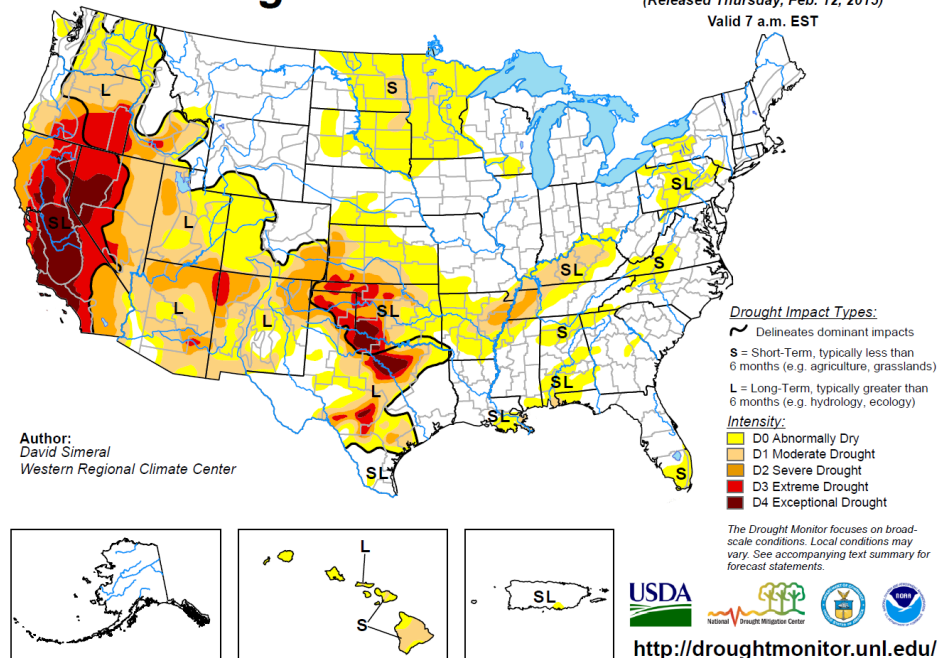 (Released Thursday, Feb. 12, 2015)
Valid 7 a.m. EST
S
L
SL
SL
L
SL
S
L
L
SL
S
L
SL
SL
S
SL
Drought Impact Types:
Delineates dominant impacts
S = Short-Term, typically less than
6 months (e.g. agriculture, grasslands)
L = Long-Term, typically greater than
6 months (e.g. hydrology, ecology)
Intensity:
D0 Abnormally Dry
D1 Moderate Drought
D2 Severe Drought
D3 Extreme Drought
D4 Exceptional Drought
Author:
David Simeral
Western Regional Climate Center
The Drought Monitor focuses on broad-
scale conditions. Local conditions may
vary. See accompanying text summary for
forecast statements.
L
S
SL
USDA
National Drought Mitigation Center
NOAA
http://droughtmonitor.unl.edu/